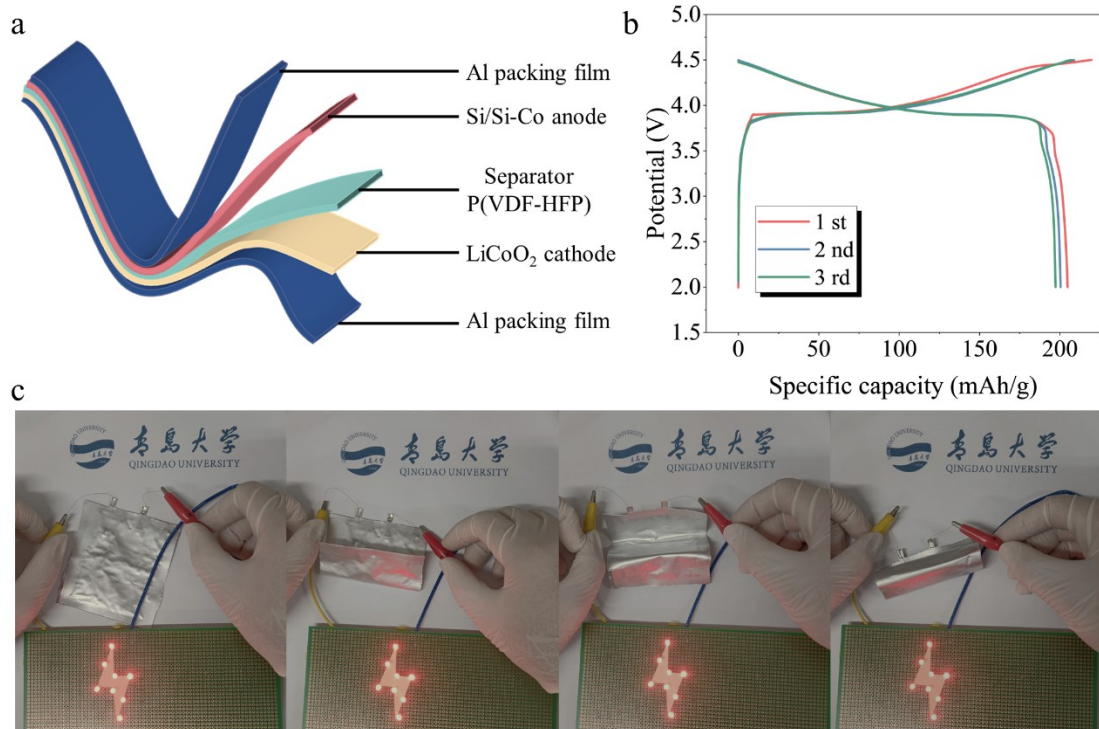 a
Al packing film
Si/Si-Co anode
Separator
P(VDF-HFP)
LiCoO₂ cathode
Al packing film
b
Potential (V)
5.0
4.5
4.0
3.5
3.0
2.5
2.0
1.5
1 st
2 nd
3 rd
0
50
100
150
200
Specific capacity (mAh/g)
c
青島大学
QINGDAO UNIVERSITY
青島大学
QINGDAO UNIVERSITY
青島大学
QINGDAO UNIVERSITY
青島大学
QINGDAO UNIVERSITY